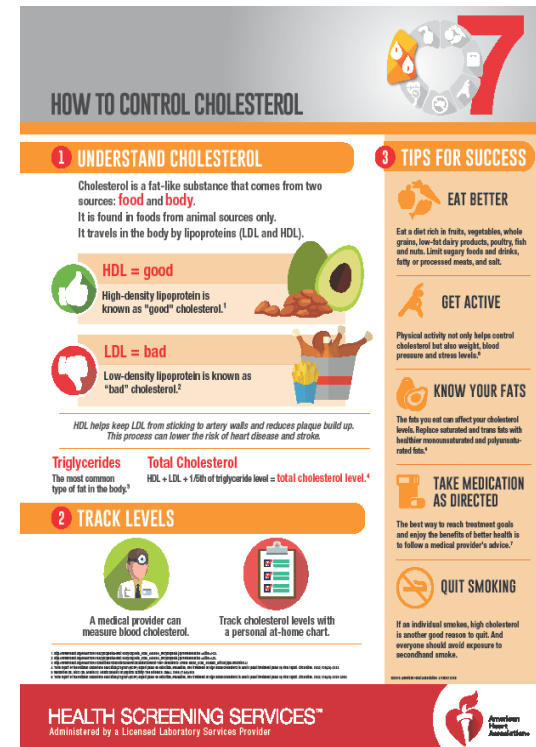 7
HOW TO CONTROL CHOLESTEROL
1 UNDERSTAND CHOLESTEROL
Cholesterol is a fat-like substance that comes from two
sources: food and body.
It is found in foods from animal sources only.
It travels in the body by lipoproteins (LDL and HDL).
HDL = good
High-density lipoprotein is
known as "good" cholesterol.1
LDL = bad
Low-density lipoprotein is known as
“bad” cholesterol.2
HDL helps keep LDL from sticking to artery walls and reduces plaque build up.
This process can lower the risk of heart disease and stroke.
Triglycerides
The most common
type of fat in the body.3
Total Cholesterol
HDL + LDL + 1/5th of triglyceride level = total cholesterol level.4
2 TRACK LEVELS
A medical provider can
measure blood cholesterol.
Track cholesterol levels with
a personal at-home chart.
3 TIPS FOR SUCCESS
EAT BETTER
Eat a diet rich in fruits, vegetables, whole
grains, low-fat dairy products, poultry, fish
and nuts. Limit sugary foods and drinks,
fatty or processed meats, and salt.
GET ACTIVE
Physical activity not only helps control
cholesterol but also weight, blood
pressure and stress levels.5
KNOW YOUR FATS
The fats you eat can affect your cholesterol
levels. Replace saturated and trans fats with
healthier monounsaturated and polyunsatu-
rated fats.6
TAKE MEDICATION
AS DIRECTED
The best way to reach treatment goals
and enjoy the benefits of better health is
to follow a medical provider's advice.7
QUIT SMOKING
If an individual smokes, high cholesterol
is another good reason to quit. And
everyone should avoid exposure to
secondhand smoke.
HEALTH SCREENING SERVICES™
Administered by a Licensed Laboratory Services Provider
American
Heart
Association®